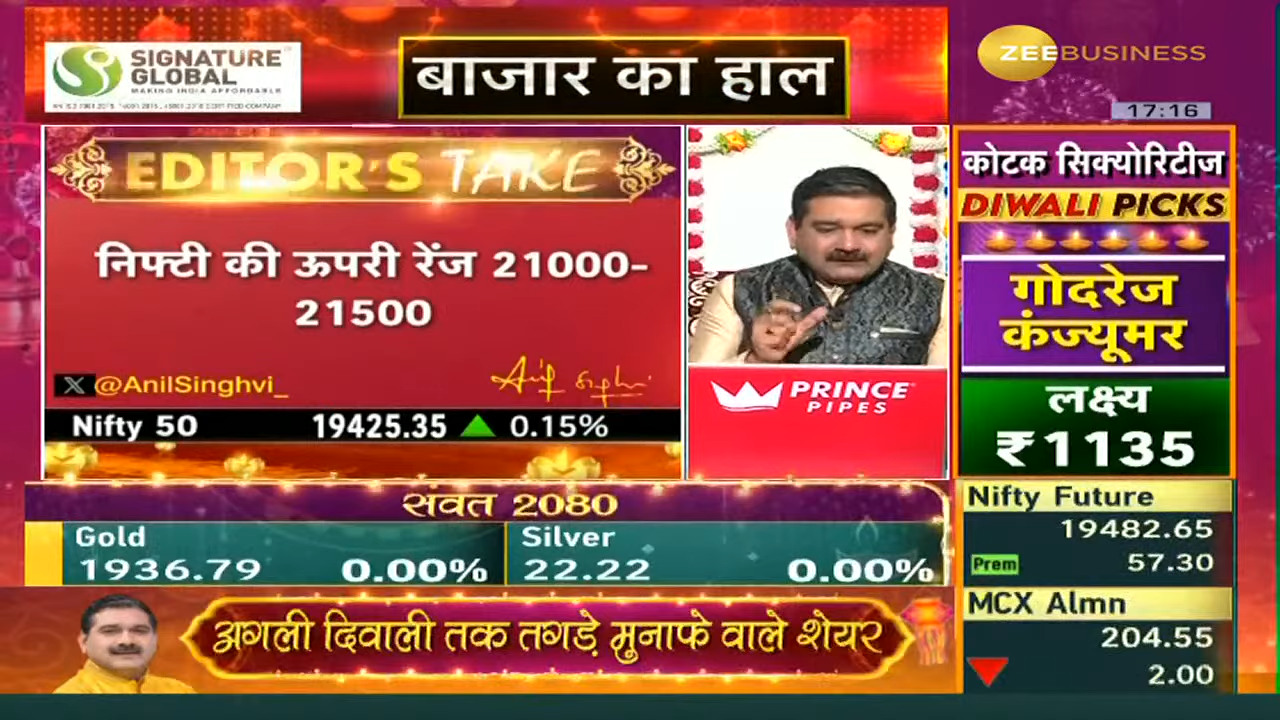 SIGNATURE
GLOBAL
MAKING INDIA AFFORDABLE
बाजार का हाल
ZEEBUSINESS
17:16
EDITOR'S TAKE
निफ्टी की ऊपरी रेंज 21000-
21500
@AnilSinghvi_
Anil Singhvi
Nifty 50 19425.35 0.15%
PRINCE
PIPES
कोटक सिक्योरिटीज
DIWALI PICKS
गोदरेज
कंज्यूमर
लक्ष्य
₹1135
संवत 2080
Gold
1936.79 0.00%
Silver
22.22 0.00%
Nifty Future
19482.65
Prem 57.30
MCX Almn
204.55
2.00
अगली दिवाली तक तगड़े मुनाफे वाले शेयर